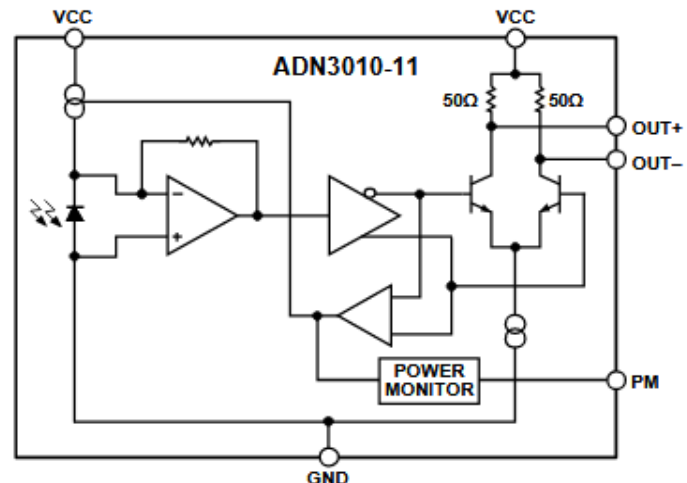 VCC
VCC
ADN3010-11
50Ω
50Ω
OUT+
OUT–
−
+
POWER
MONITOR
PM
GND